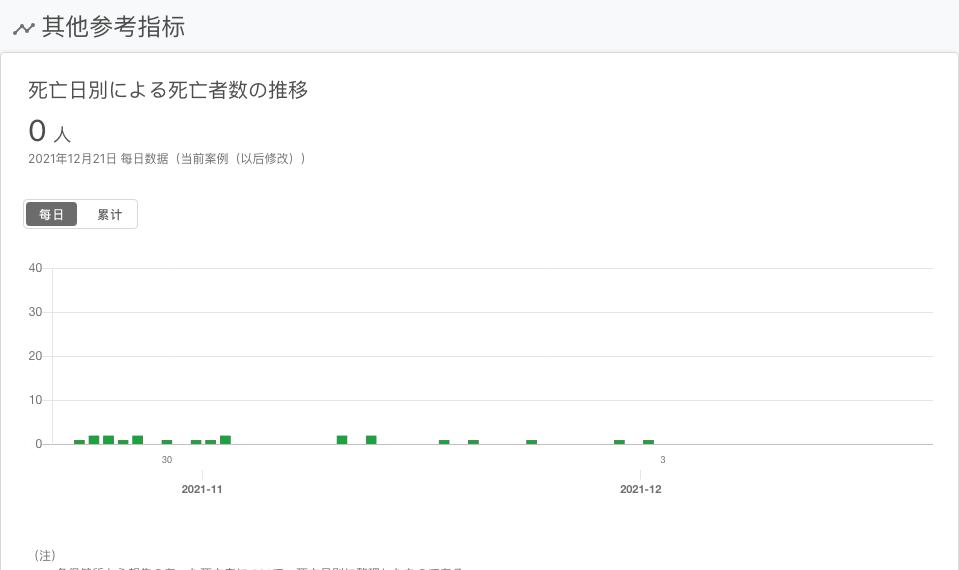 其他参考指标
死亡日別による死亡者数の推移
0 人
2021年12月21日 每日数据（当前案例（以后修改））
每日 累计
40
30
20
10
0
30 3
2021-11 2021-12
（注）